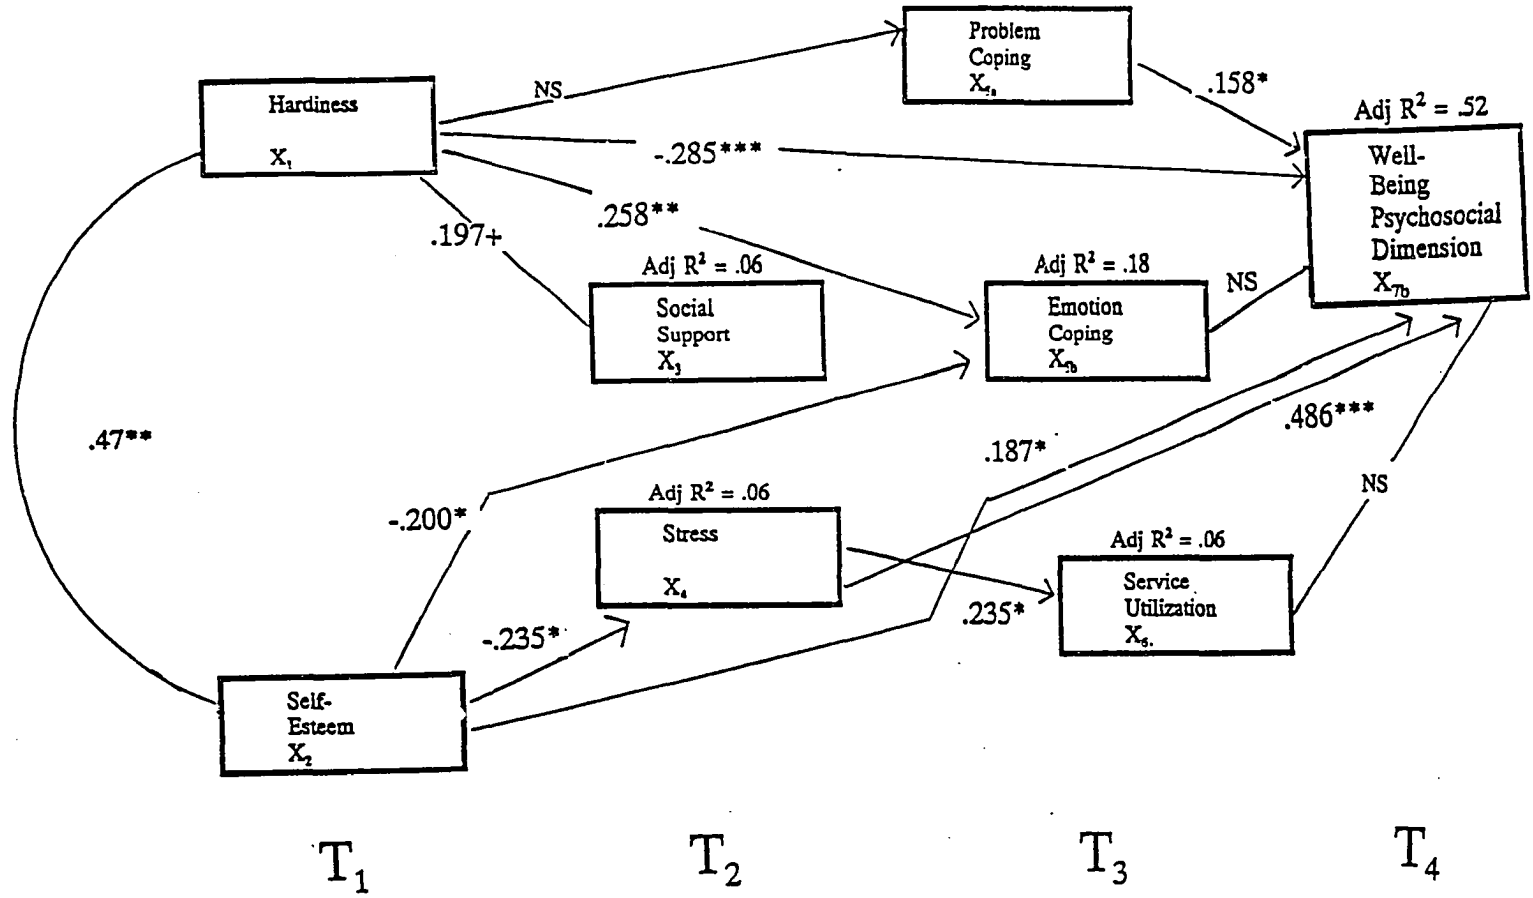 Problem
Coping
X5a
NS
.158*
Hardiness
X1
Adj R² = .52
-.285***
Well-
Being
Psychosocial
Dimension
X7b
.258**
.197+
Adj R² = .06
Social
Support
X3
Adj R² = .18
Emotion
Coping
X5b
NS
.47**
.486***
.187*
NS
-.200*
Adj R² = .06
Stress
X4
Adj R² = .06
Service
Utilization
X6.
.235*
-.235*
Self-
Esteem
X2
T1
T2
T3
T4